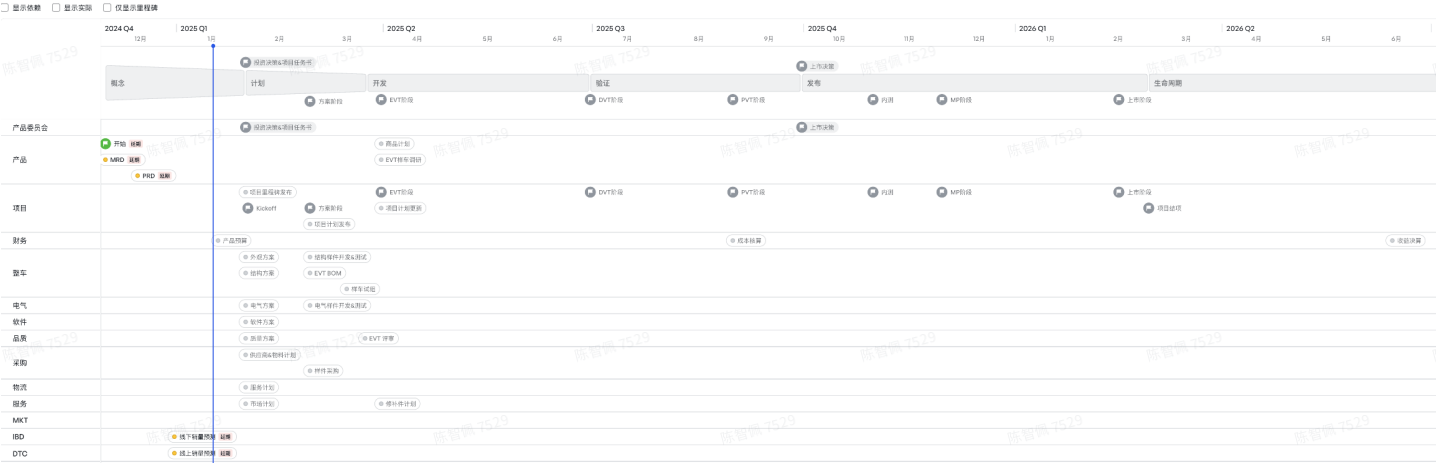 显示依赖 显示实际 仅显示里程碑
2024 Q4 2025 Q1 2025 Q2 2025 Q3 2025 Q4 2026 Q1 2026 Q2
12月 1月 2月 3月 4月 5月 6月 7月 8月 9月 10月 11月 12月 1月 2月 3月 4月 5月 6月
投资决策&项目任务书 上市决策
概念 计划 开发 验证 发布 生命周期
方案阶段 EVT阶段 DVT阶段 PVT阶段 内测 MP阶段 上市阶段
产品委员会 投资决策&项目任务书 上市决策
开始 延期 商品计划
产品 MRD 延期 EVT样车调研
PRD 延期
项目里程碑发布 EVT阶段 DVT阶段 PVT阶段 内测 MP阶段 上市阶段
项目 Kickoff 方案阶段 项目计划更新 项目结项
项目计划发布
财务 产品预算 成本核算 收益决算
外观方案 结构样件开发&测试
整车 结构方案 EVT BOM
样车试组
电气 电气方案 电气样件开发&测试
软件 软件方案
品质 质量方案 EVT 评审
供应商&物料计划
采购 样件采购
物流 服务计划
服务 市场计划 修补件计划
MKT
IBD 线下销量预测 延期
DTC 线上销量预测 延期
陈智佩 7529